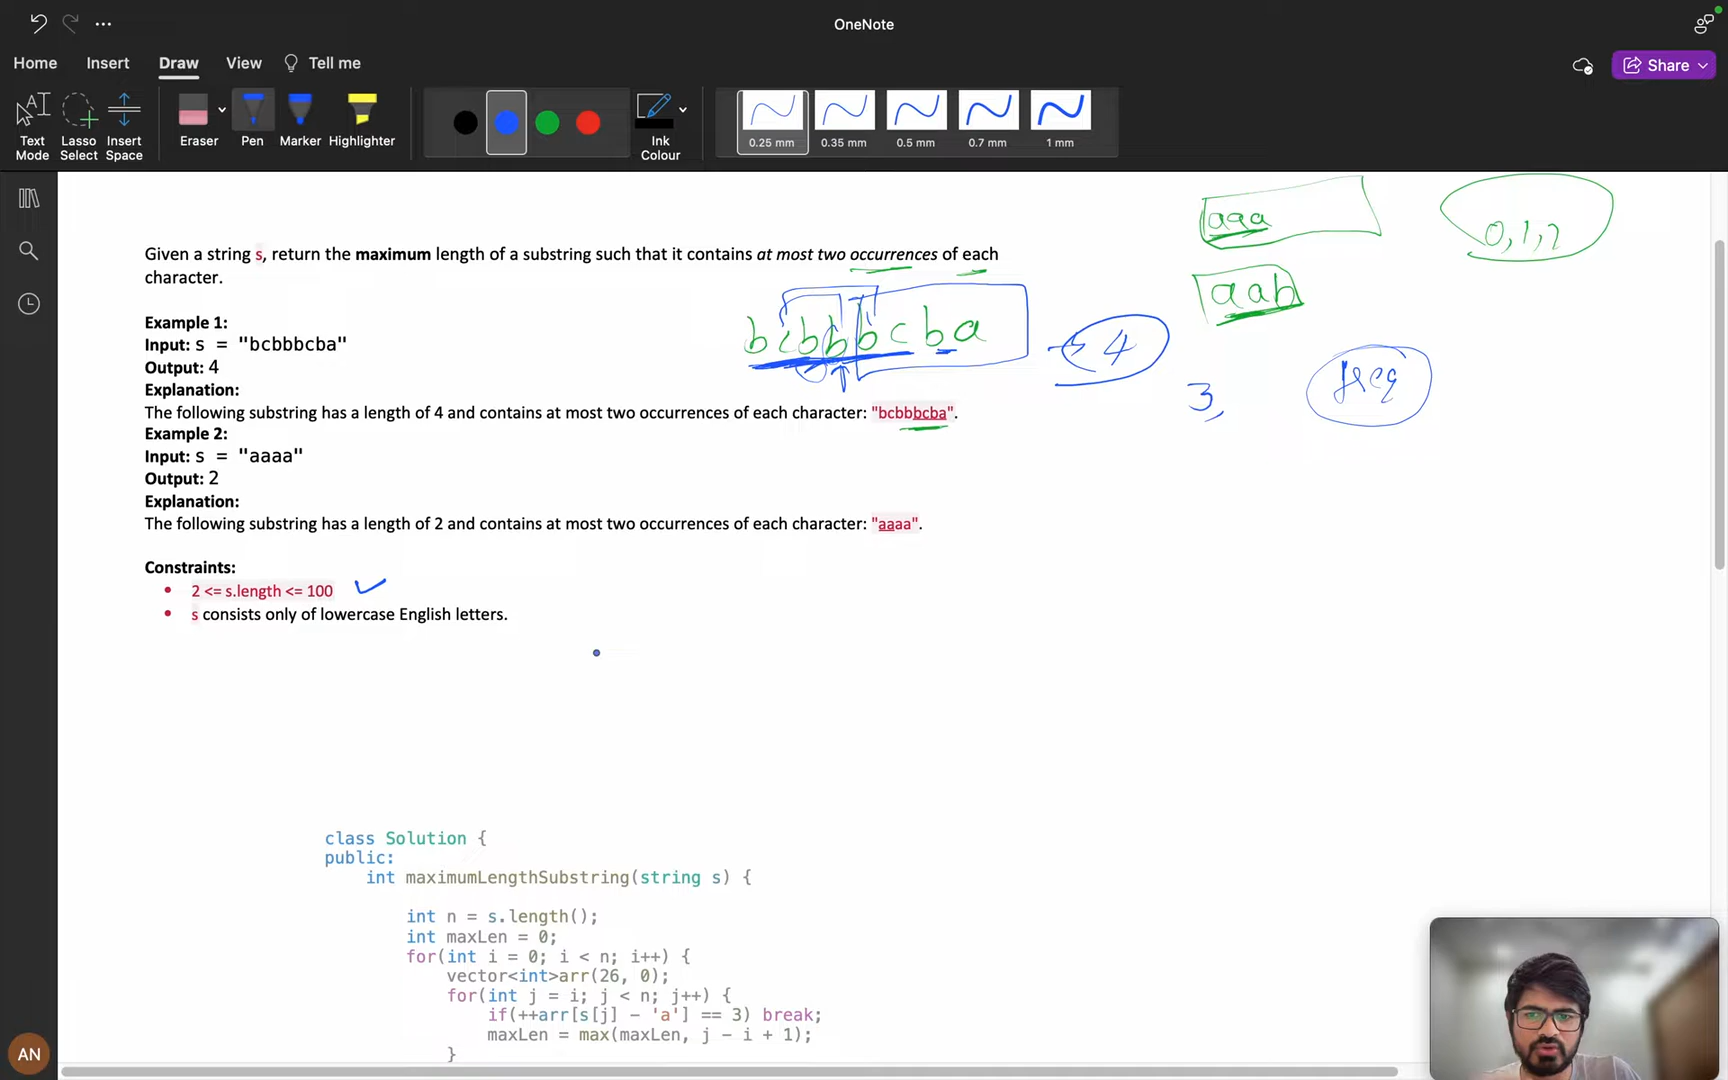 OneNote
Home Insert Draw View Tell me
Share
Text Mode
Lasso Select
Insert Space
Eraser
Pen
Marker
Highlighter
Ink Colour
0.25 mm
0.35 mm
0.5 mm
0.7 mm
1 mm
aaa
0,1,2
Given a string s, return the maximum length of a substring such that it contains at most two occurrences of each
character.
aab
Example 1:
Input: s = "bcbbbcba"
bcbbbcba
4
Output: 4
3,
freq
Explanation:
The following substring has a length of 4 and contains at most two occurrences of each character: "bcbbbcba".
Example 2:
Input: s = "aaaa"
Output: 2
Explanation:
The following substring has a length of 2 and contains at most two occurrences of each character: "aaaa".
Constraints:
• 2 <= s.length <= 100
• s consists only of lowercase English letters.
class Solution {
public:
int maximumLengthSubstring(string s) {
int n = s.length();
int maxLen = 0;
for(int i = 0; i < n; i++) {
vector<int>arr(26, 0);
for(int j = i; j < n; j++) {
if(++arr[s[j] - 'a'] == 3) break;
maxLen = max(maxLen, j - i + 1);
}
AN